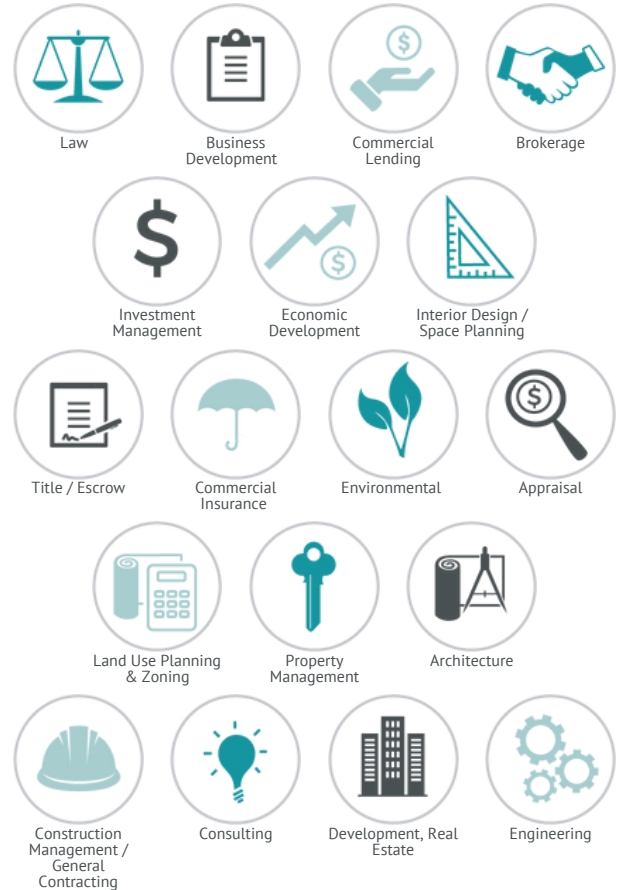 $
Law
Business
Development
Commercial
Lending
Brokerage
$
$
Investment
Management
Economic
Development
Interior Design /
Space Planning
$
Title / Escrow
Commercial
Insurance
Environmental
Appraisal
Land Use Planning
& Zoning
Property
Management
Architecture
Construction
Management /
General
Contracting
Consulting
Development, Real
Estate
Engineering